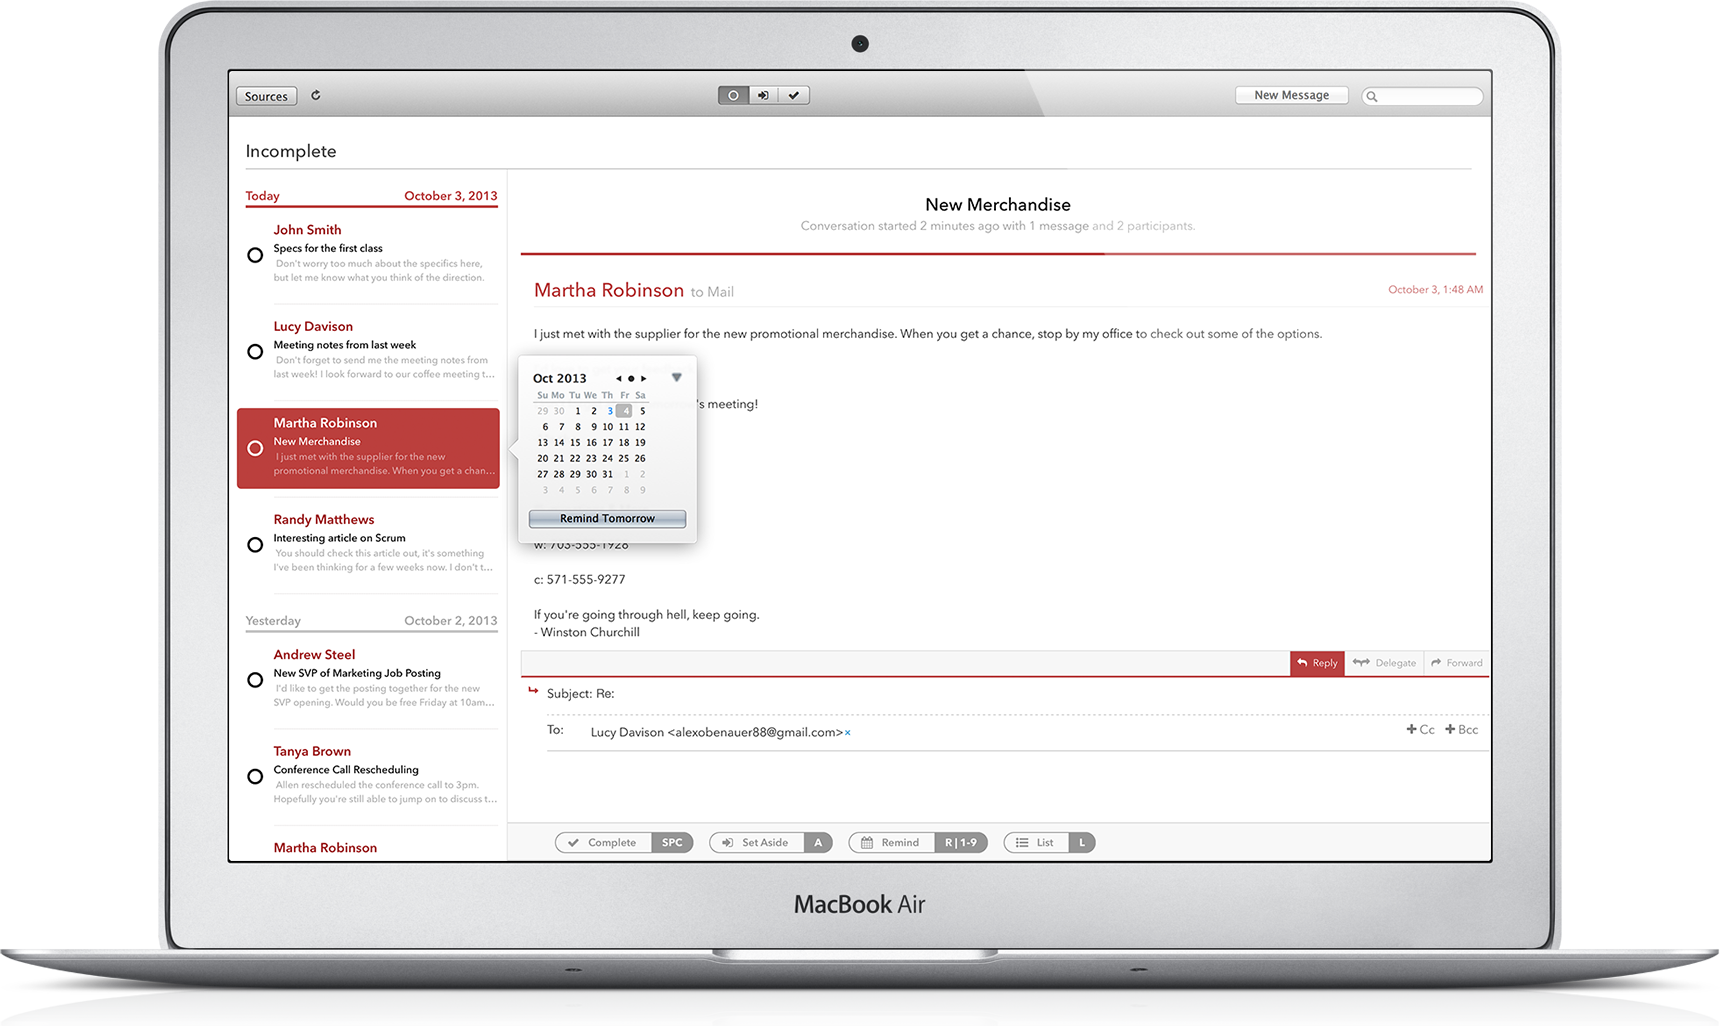 Sources
New Message
Incomplete
Today October 3, 2013
John Smith
Specs for the first class
Don't worry too much about the specifics here,
but let me know what you think of the direction.
Lucy Davison
Meeting notes from last week
Don't forget to send me the meeting notes from
last week! I look forward to our coffee meeting t...
Martha Robinson
New Merchandise
I just met with the supplier for the new
promotional merchandise. When you get a chan...
Randy Matthews
Interesting article on Scrum
You should check this article out, it's something
I've been thinking for a few weeks now. I don't t...
Yesterday October 2, 2013
Andrew Steel
New SVP of Marketing Job Posting
I'd like to get the posting together for the new
SVP opening. Would you be free Friday at 10am...
Tanya Brown
Conference Call Rescheduling
Allen rescheduled the conference call to 3pm.
Hopefully you're still able to jump on to discuss t...
Martha Robinson
New Merchandise
Conversation started 2 minutes ago with 1 message and 2 participants.
Martha Robinson to Mail October 3, 1:48 AM
I just met with the supplier for the new promotional merchandise. When you get a chance, stop by my office to check out some of the options.
's meeting!
Oct 2013
Su Mo Tu We Th Fr Sa
29 30 1 2 3 4 5
6 7 8 9 10 11 12
13 14 15 16 17 18 19
20 21 22 23 24 25 26
27 28 29 30 31 1 2
3 4 5 6 7 8 9
Remind Tomorrow
w: 703-555-1928
c: 571-555-9277
If you're going through hell, keep going.
- Winston Churchill
Reply Delegate Forward
Subject: Re:
To: Lucy Davison <alexobenauer88@gmail.com>× + Cc + Bcc
Complete SPC Set Aside A Remind R | 1-9 List L
MacBook Air